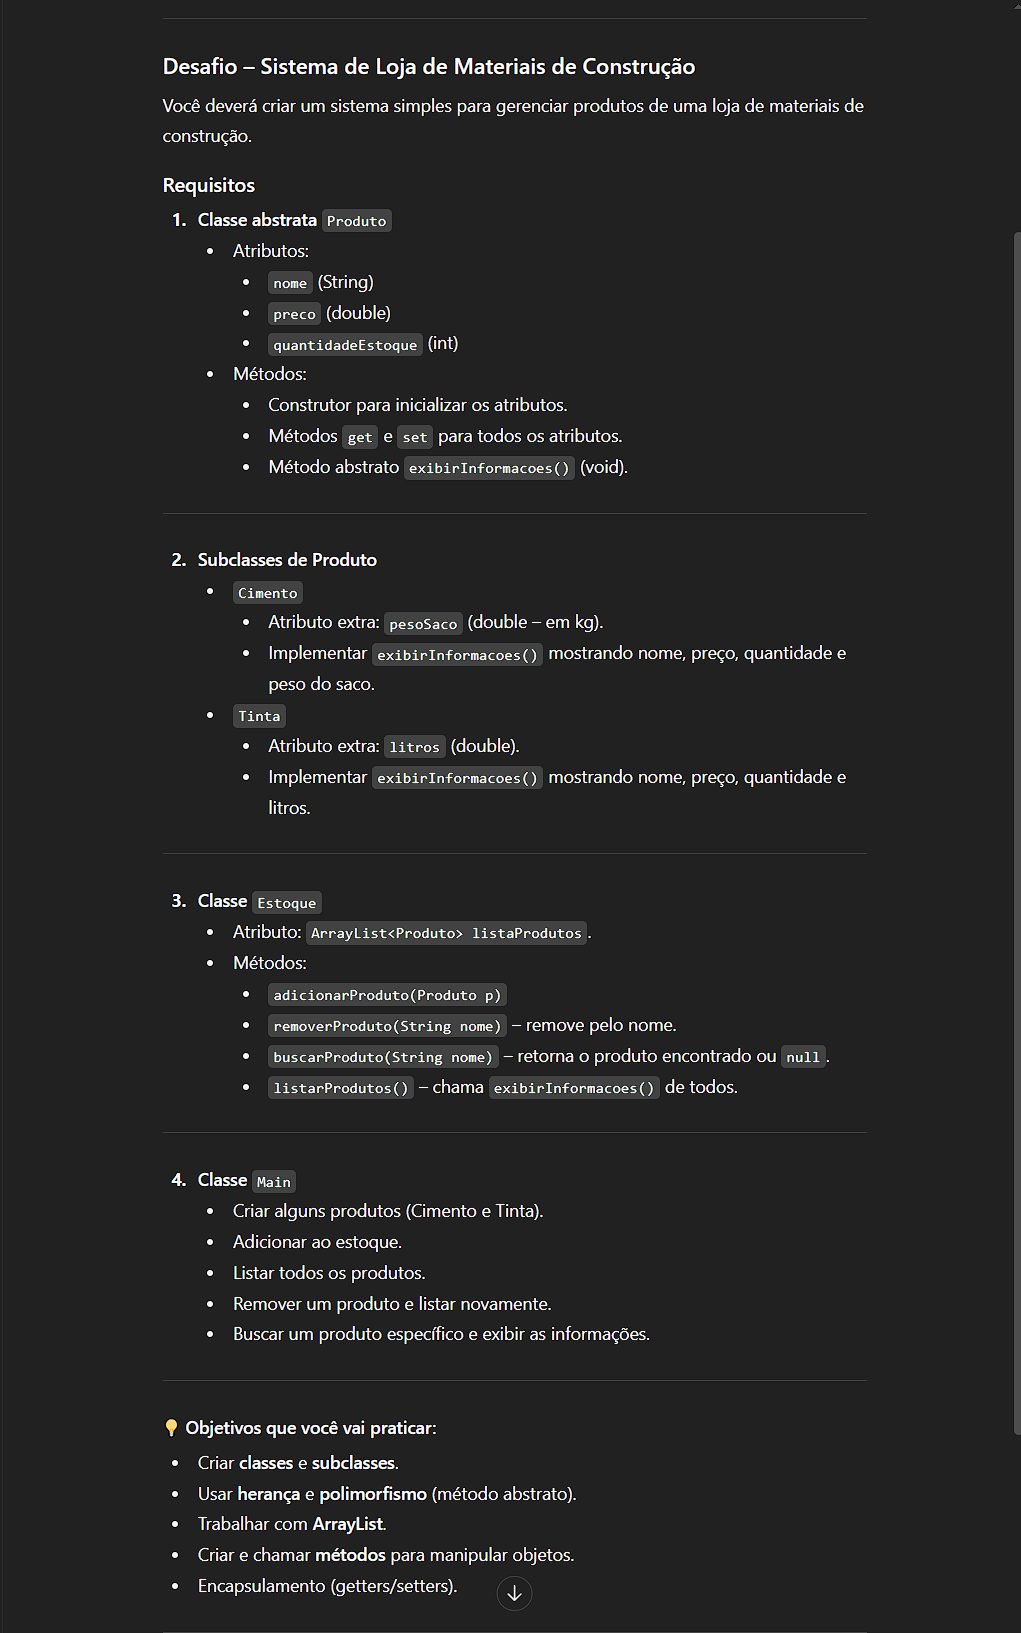 Desafio – Sistema de Loja de Materiais de Construção
Você deverá criar um sistema simples para gerenciar produtos de uma loja de materiais de
construção.
Requisitos
1. Classe abstrata Produto
• Atributos:
• nome (String)
• preco (double)
• quantidadeEstoque (int)
• Métodos:
• Construtor para inicializar os atributos.
• Métodos get e set para todos os atributos.
• Método abstrato exibirInformacoes() (void).
2. Subclasses de Produto
• Cimento
• Atributo extra: pesoSaco (double – em kg).
• Implementar exibirInformacoes() mostrando nome, preço, quantidade e
peso do saco.
• Tinta
• Atributo extra: litros (double).
• Implementar exibirInformacoes() mostrando nome, preço, quantidade e
litros.
3. Classe Estoque
• Atributo: ArrayList<Produto> listaProdutos.
• Métodos:
• adicionarProduto(Produto p)
• removerProduto(String nome) – remove pelo nome.
• buscarProduto(String nome) – retorna o produto encontrado ou null.
• listarProdutos() – chama exibirInformacoes() de todos.
4. Classe Main
• Criar alguns produtos (Cimento e Tinta).
• Adicionar ao estoque.
• Listar todos os produtos.
• Remover um produto e listar novamente.
• Buscar um produto específico e exibir as informações.
💡 Objetivos que você vai praticar:
• Criar classes e subclasses.
• Usar herança e polimorfismo (método abstrato).
• Trabalhar com ArrayList.
• Criar e chamar métodos para manipular objetos.
• Encapsulamento (getters/setters).